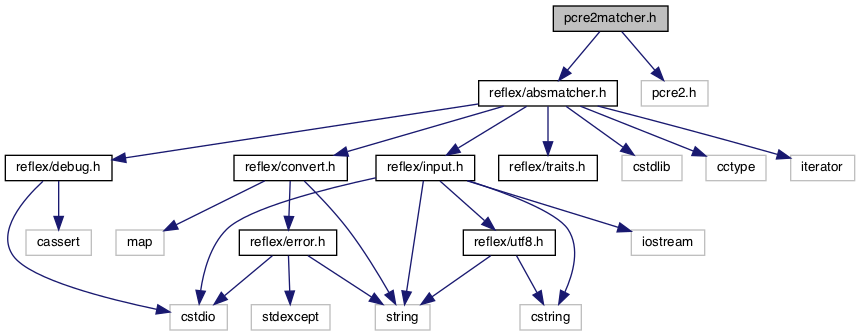 pcre2matcher.h
reflex/absmatcher.h
pcre2.h
reflex/debug.h
reflex/convert.h
reflex/input.h
reflex/traits.h
cstdlib
cctype
iterator
cassert
map
reflex/error.h
reflex/utf8.h
iostream
cstdio
stdexcept
string
cstring